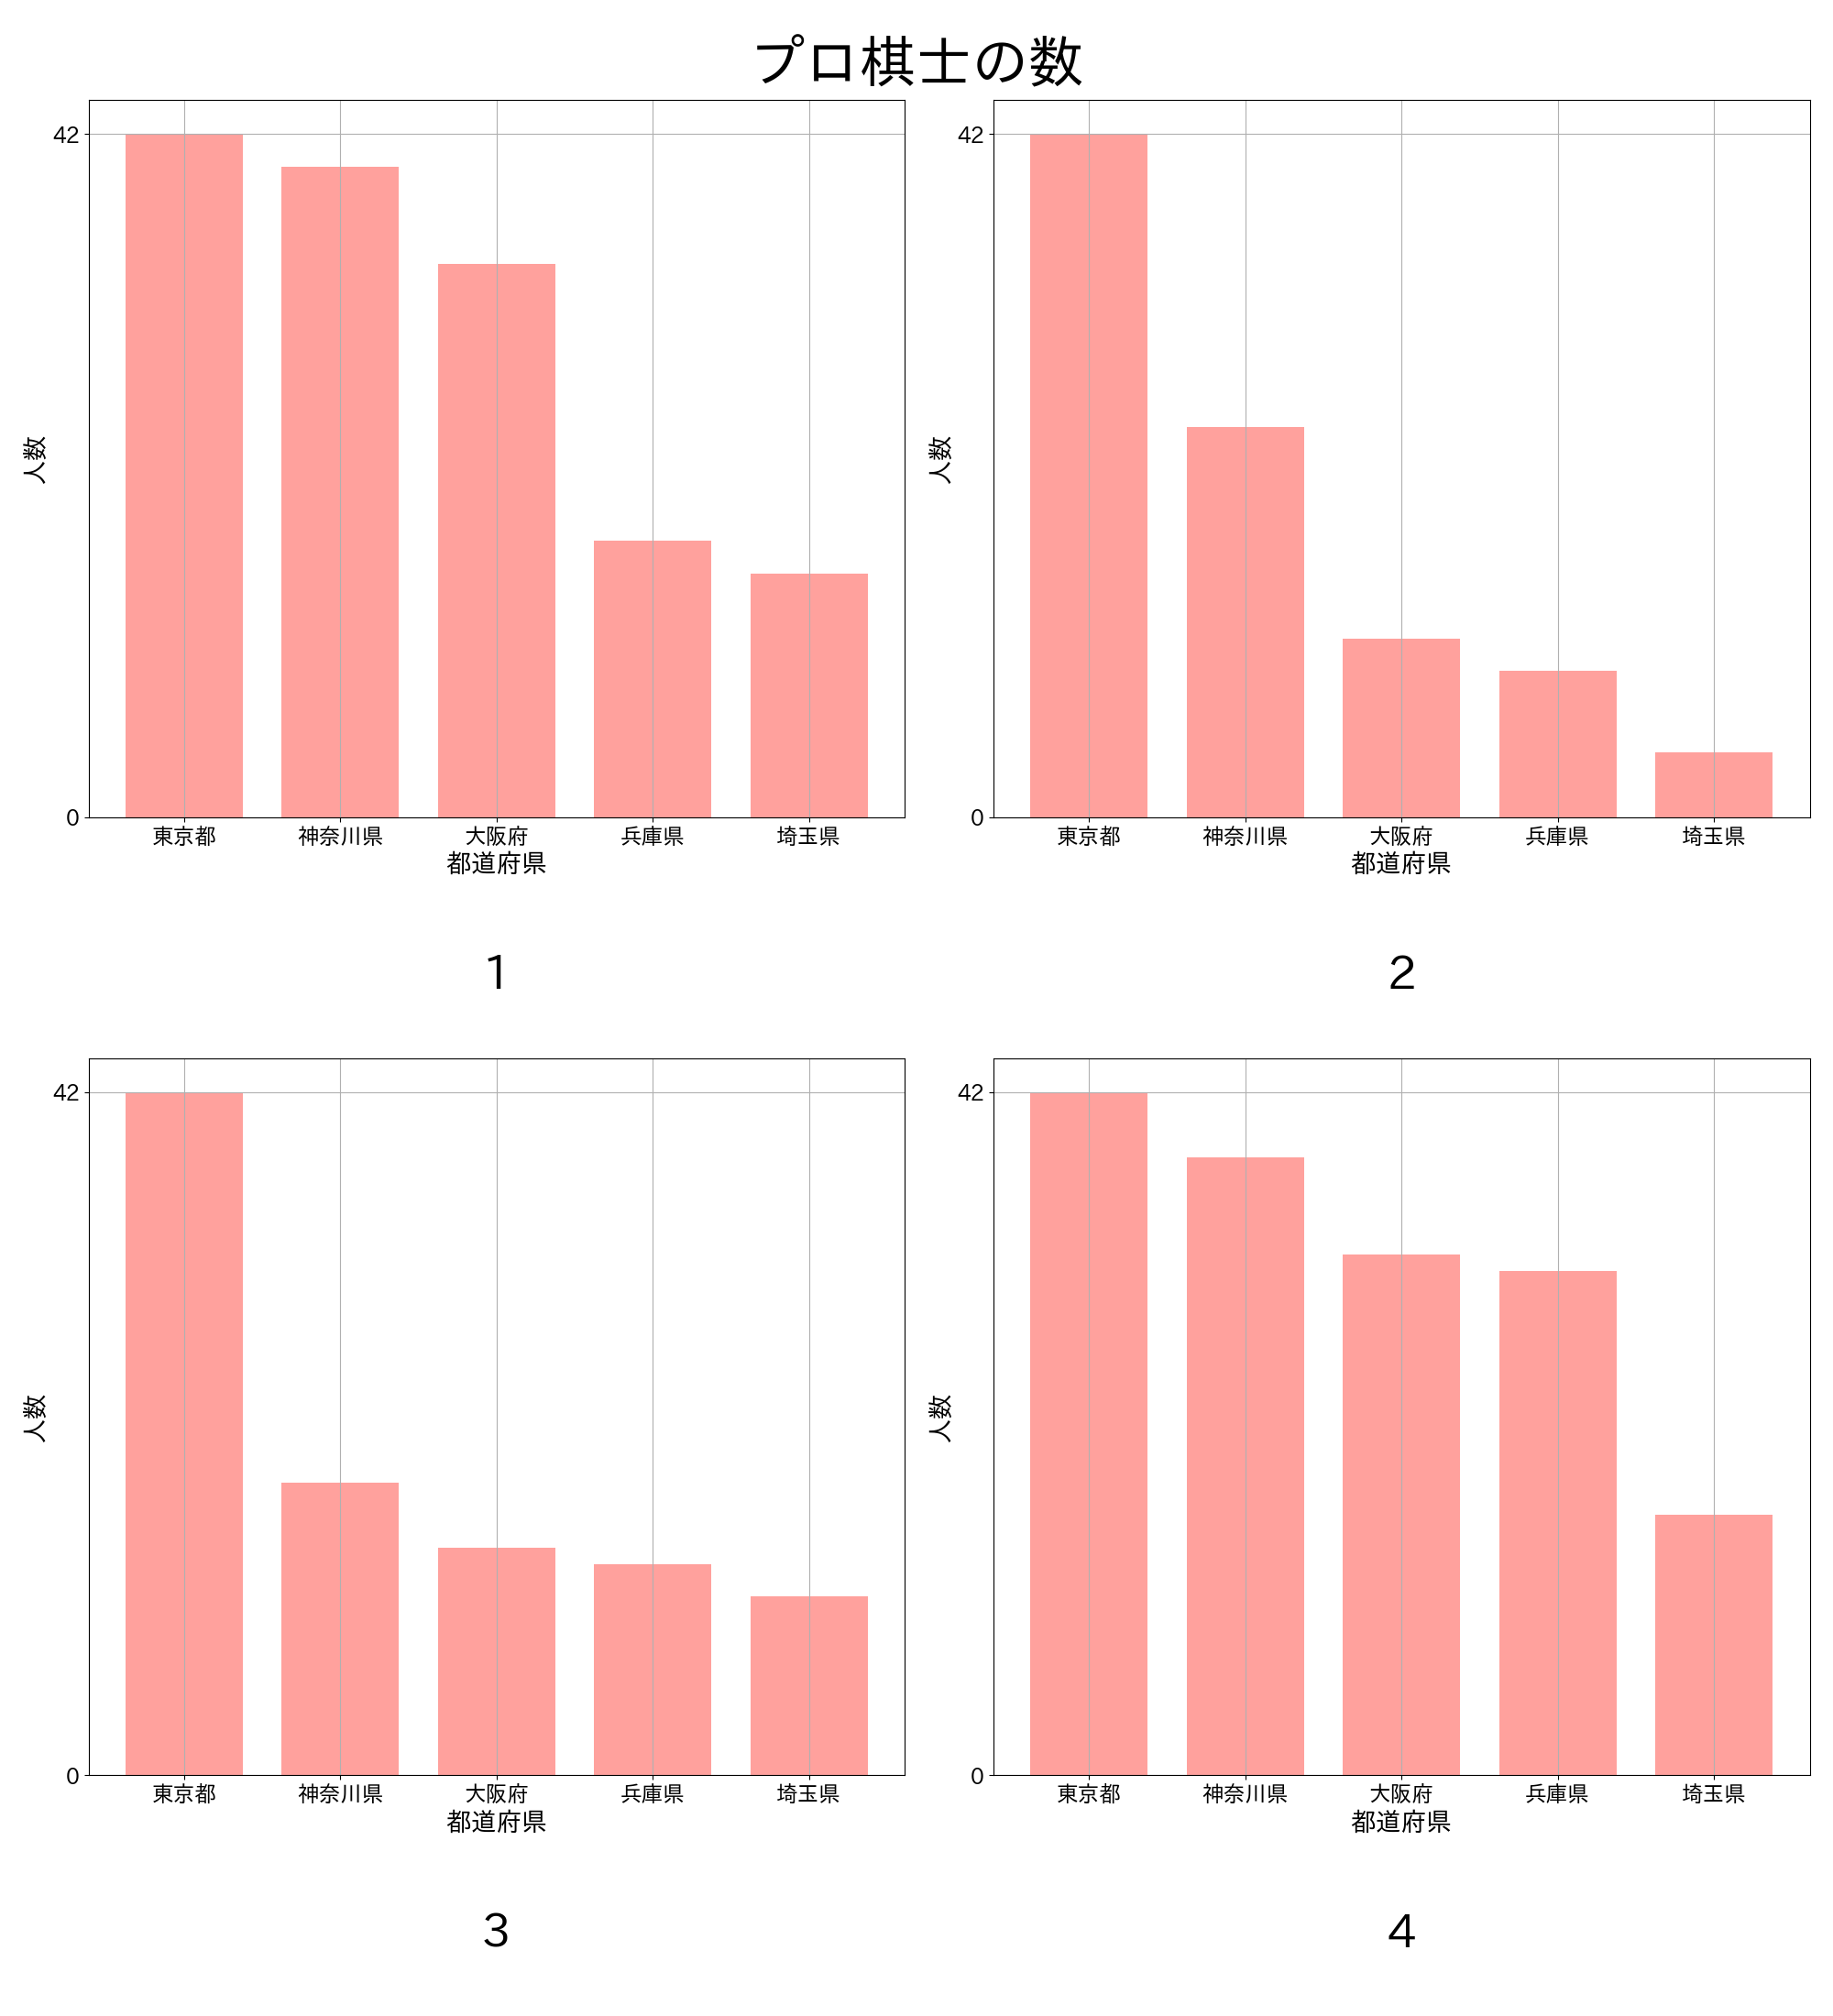 プロ棋士の数
42
0
人数
東京都 神奈川県 大阪府 兵庫県 埼玉県
都道府県
1
42
0
人数
東京都 神奈川県 大阪府 兵庫県 埼玉県
都道府県
2
42
0
人数
東京都 神奈川県 大阪府 兵庫県 埼玉県
都道府県
3
42
0
人数
東京都 神奈川県 大阪府 兵庫県 埼玉県
都道府県
4